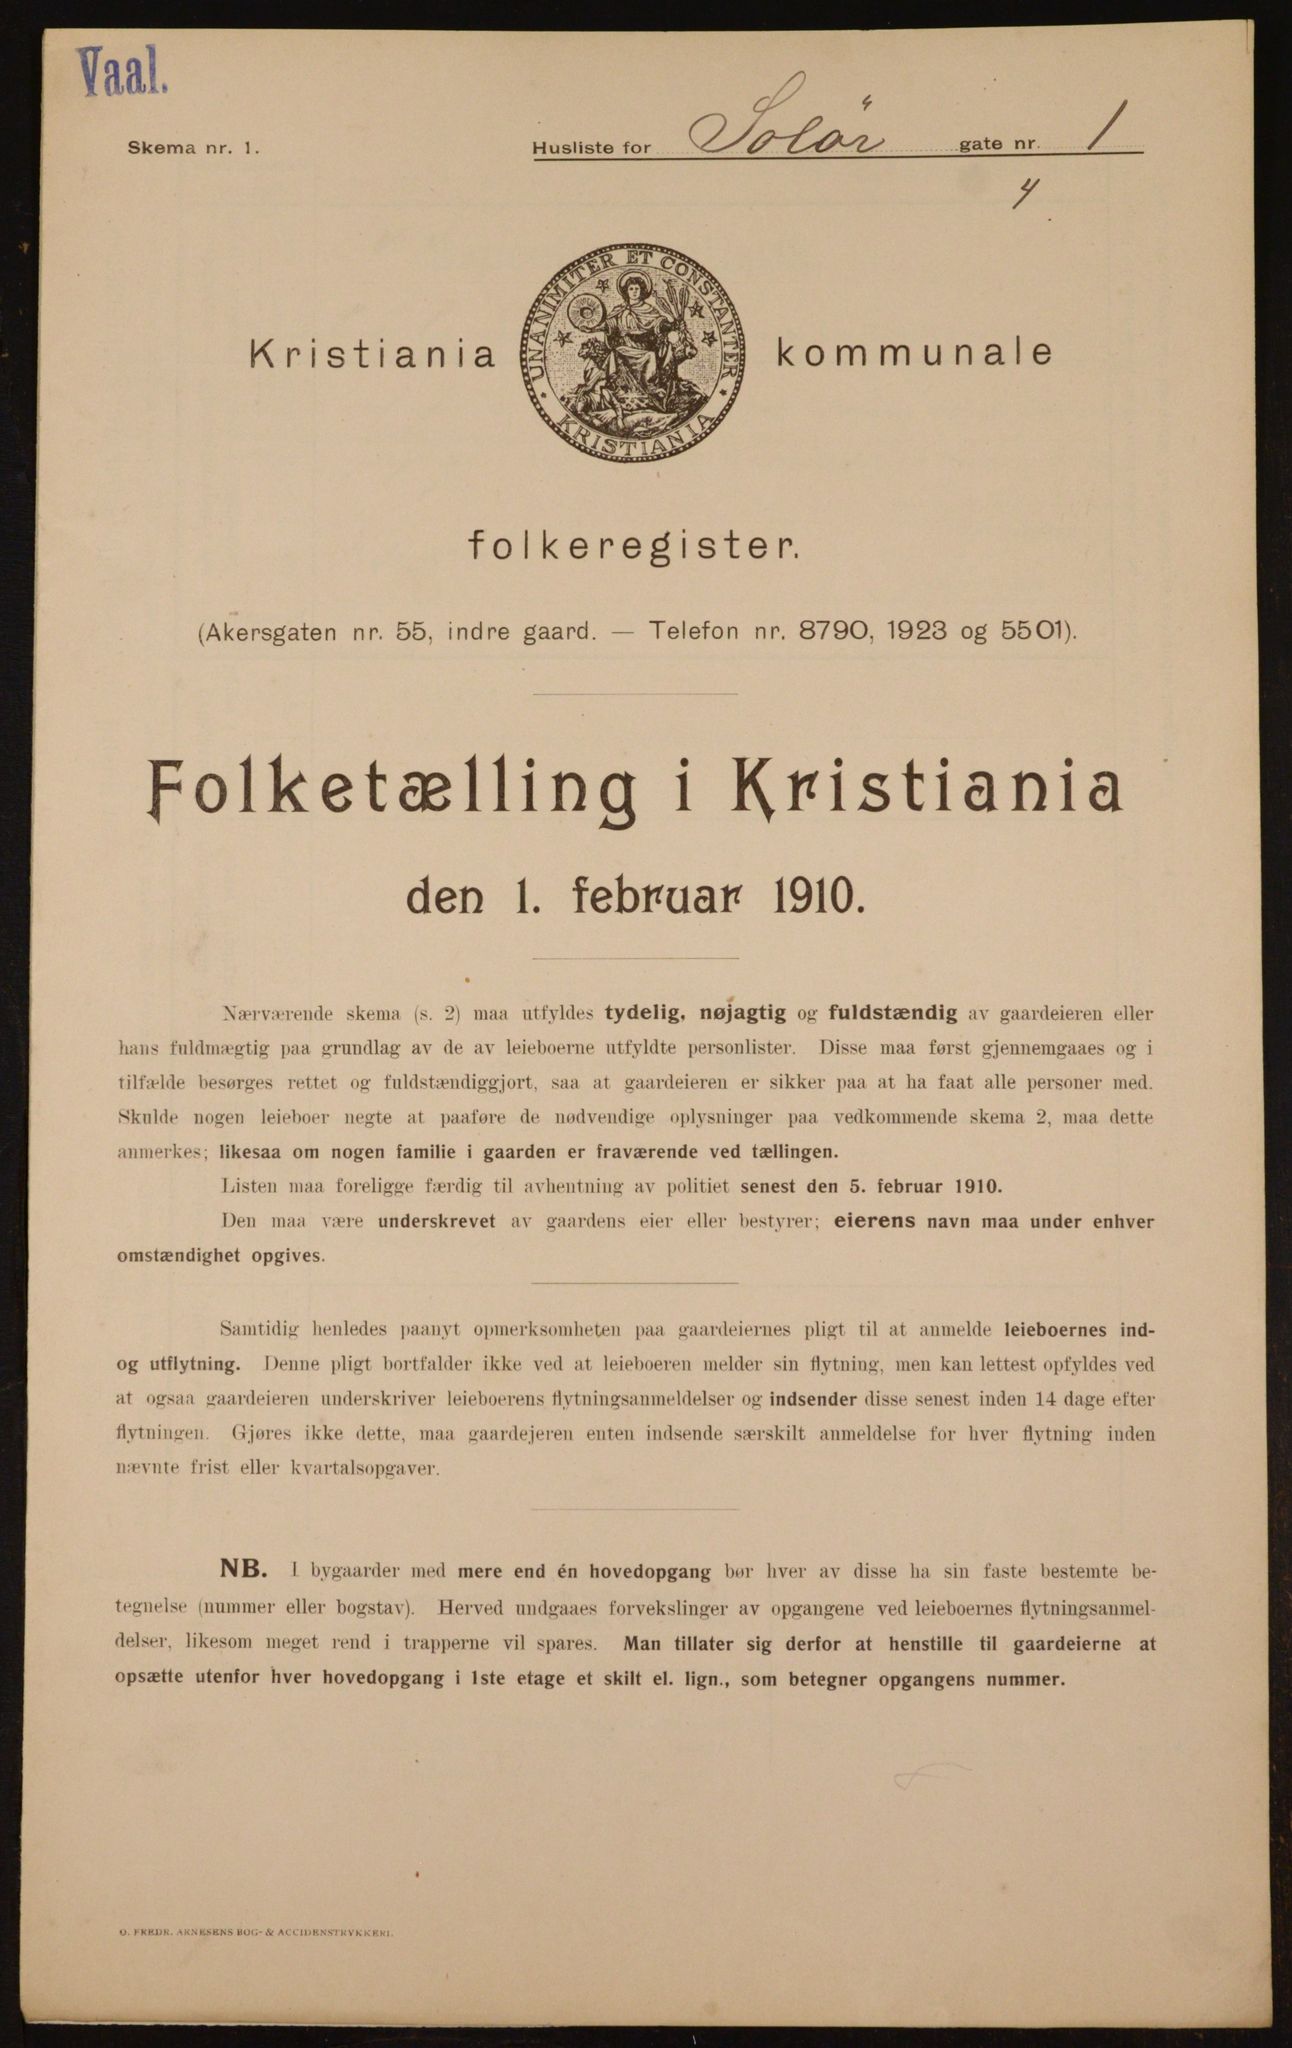 Vaal.
Skema nr. 1.
Husliste for Solör gate nr. 1
4
UNANIMITER ET CONSTANTER
KRISTIANIA
Kristiania kommunale
folkeregister.
(Akersgaten nr. 55, indre gaard. — Telefon nr. 8790, 1923 og 5501).
Folketælling i Kristiania
den 1. februar 1910.
Nærværende skema (s. 2) maa utfyldes tydelig, nøjagtig og fuldstændig av gaardeieren eller
hans fuldmægtig paa grundlag av de av leieboerne utfyldte personlister. Disse maa først gjennemgaaes og i
tilfælde besørges rettet og fuldstændiggjort, saa at gaardeieren er sikker paa at ha faat alle personer med.
Skulde nogen leieboer negte at paaføre de nødvendige oplysninger paa vedkommende skema 2, maa dette
anmerkes; likesaa om nogen familie i gaarden er fraværende ved tællingen.
Listen maa foreligge færdig til avhentning av politiet senest den 5. februar 1910.
Den maa være underskrevet av gaardens eier eller bestyrer; eierens navn maa under enhver
omstændighet opgives.
Samtidig henledes paanyt opmerksomheten paa gaardeiernes pligt til at anmelde leieboernes ind-
og utflytning. Denne pligt bortfalder ikke ved at leieboeren melder sin flytning, men kan lettest opfyldes ved
at ogsaa gaardeieren underskriver leieboerens flytningsanmeldelser og indsender disse senest inden 14 dage efter
flytningen. Gjøres ikke dette, maa gaardejeren enten indsende særskilt anmeldelse for hver flytning inden
nævnte frist eller kvartalsopgaver.
NB. I bygaarder med mere end én hovedopgang bør hver av disse ha sin faste bestemte be-
tegnelse (nummer eller bogstav). Herved undgaaes forvekslinger av opgangene ved leieboernes flytningsanmel-
delser, likesom meget rend i trapperne vil spares. Man tillater sig derfor at henstille til gaardeierne at
opsætte utenfor hver hovedopgang i 1ste etage et skilt el. lign., som betegner opgangens nummer.
O. FREDR. ARNESENS BOG- & ACCIDENSTRYKKERI.